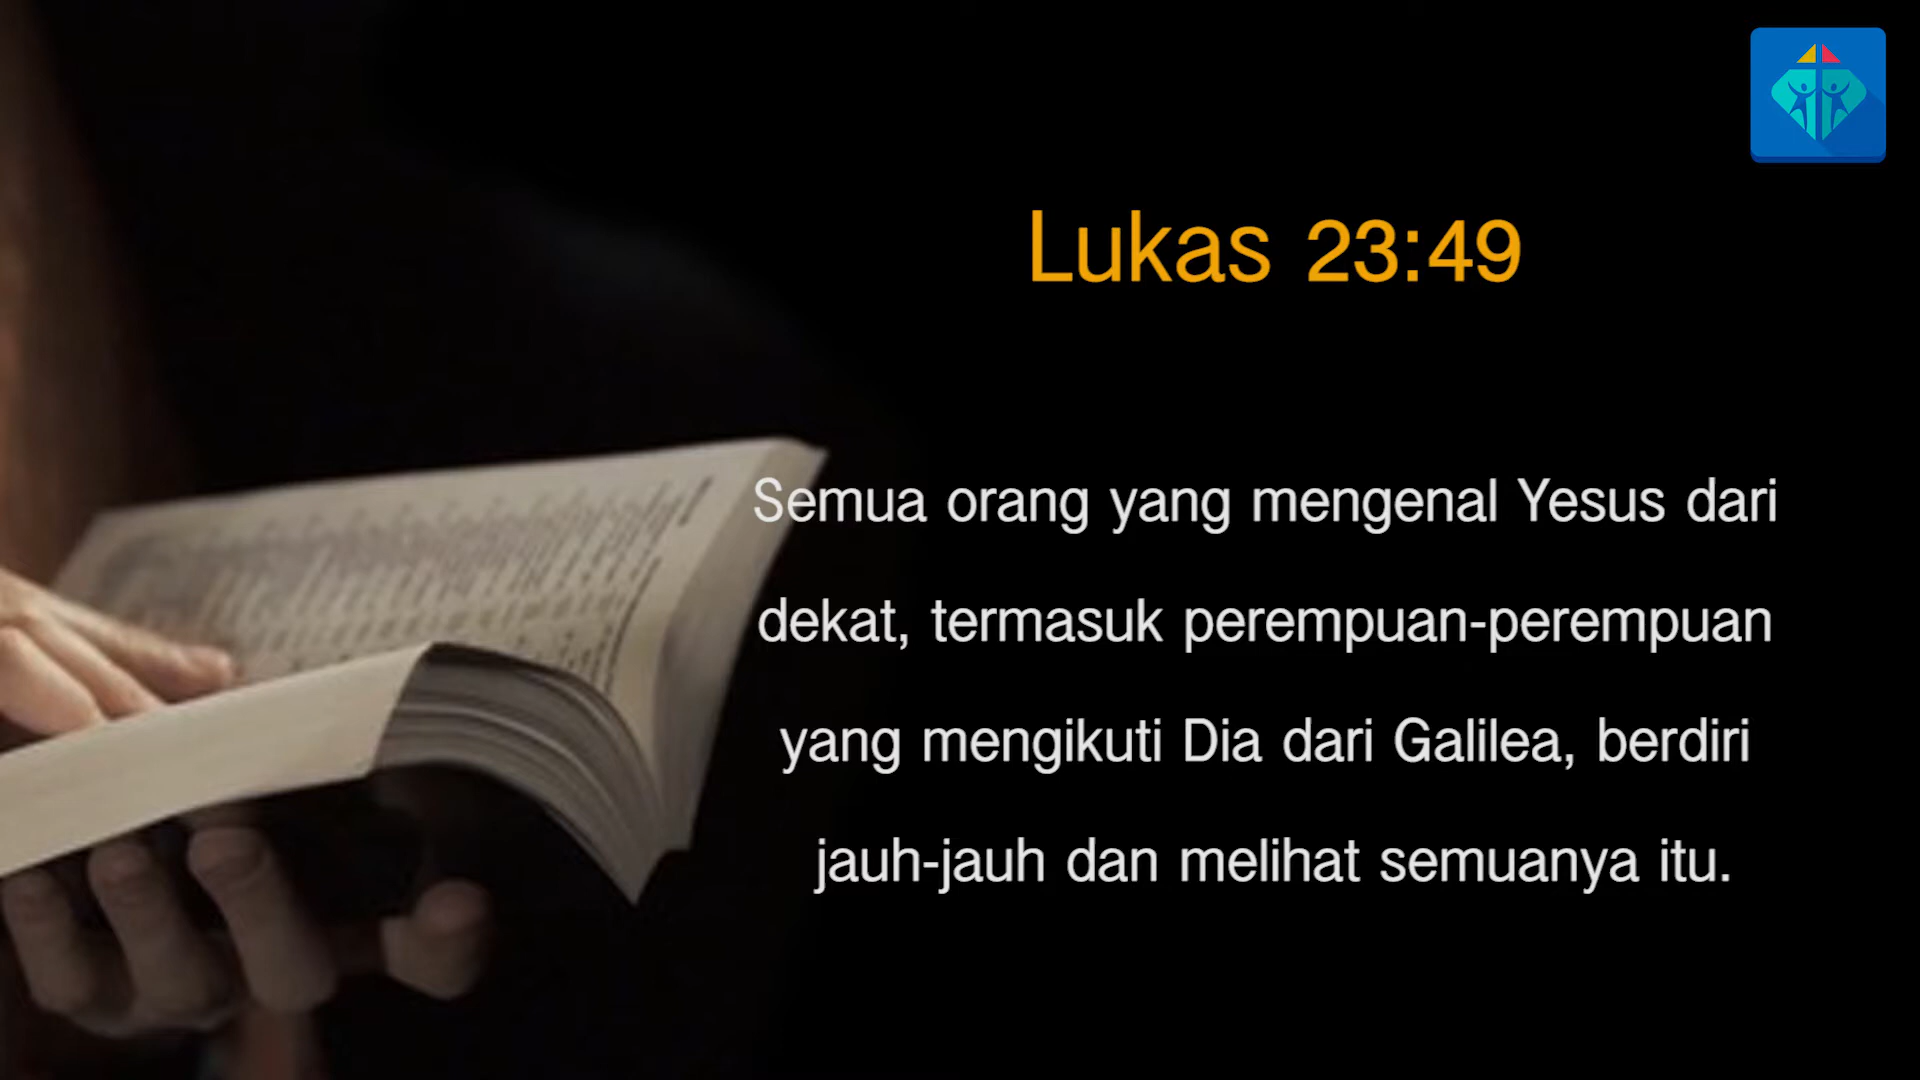 Lukas 23:49
Semua orang yang mengenal Yesus dari
dekat, termasuk perempuan-perempuan
yang mengikuti Dia dari Galilea, berdiri
jauh-jauh dan melihat semuanya itu.